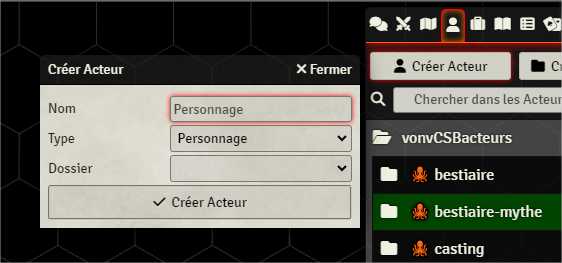 Créer Acteur
Fermer
Nom
Personnage
Type
Personnage
Dossier
Créer Acteur
Créer Acteur
Cré
Chercher dans les Acteur
vonvCSBacteurs
bestiaire
bestiaire-mythe
casting